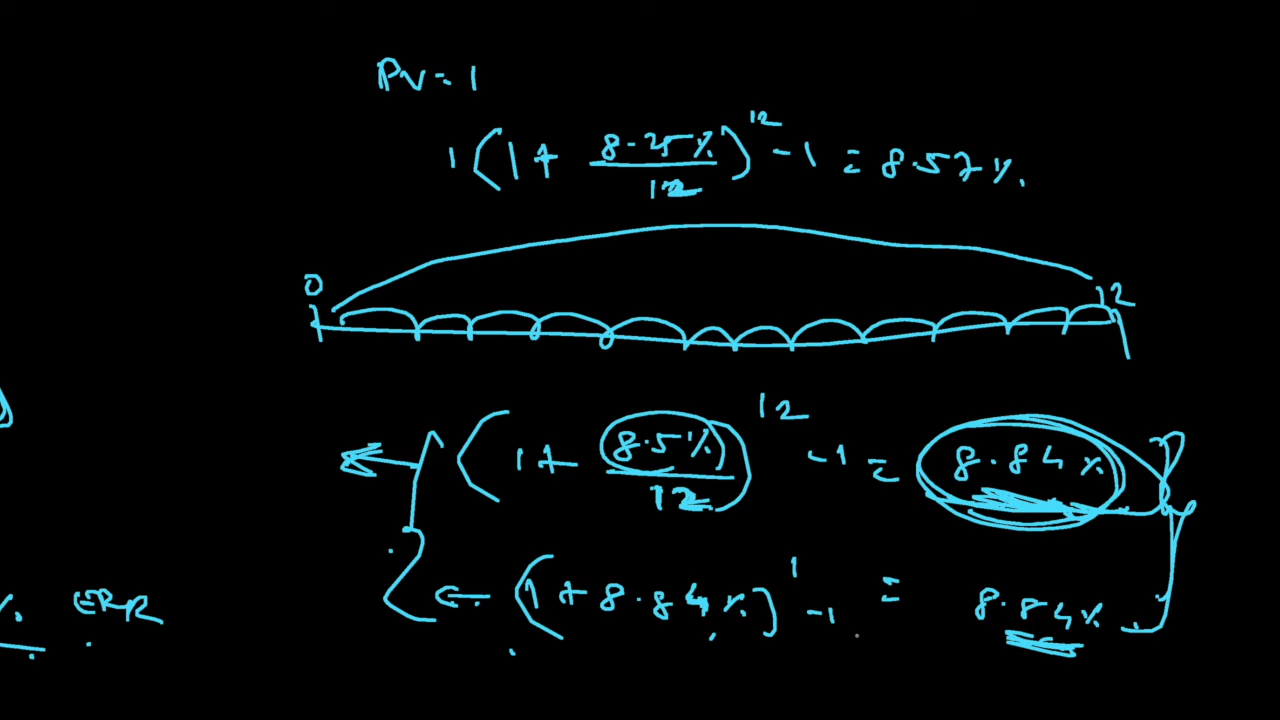 PV = 1
1 (1 + 8.25% / 12)^12 - 1 = 8.57%.
0 12
(1 + 8.5% / 12)^12 - 1 = 8.84%
% ERR
← (1 + 8.84%)^1 - 1 = 8.84%